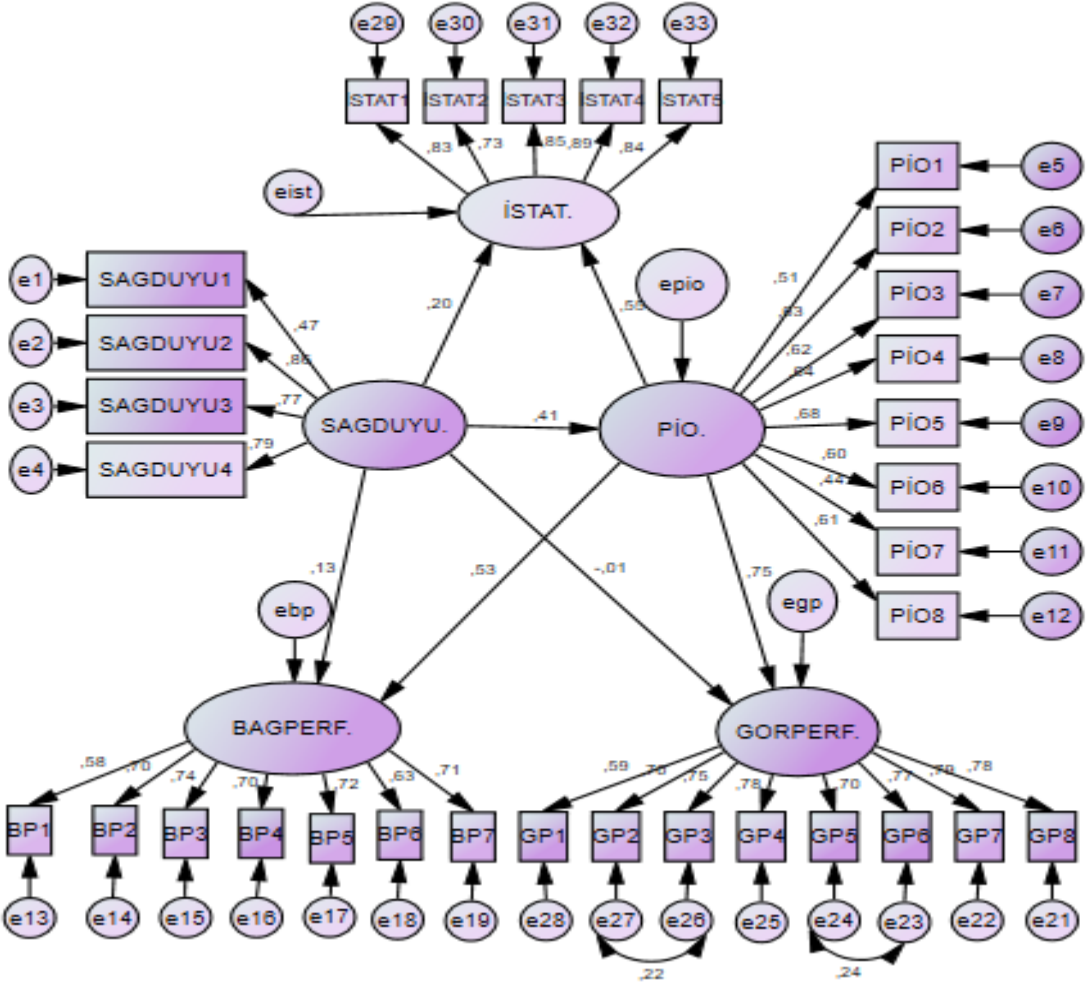 e29 e30 e31 e32 e33
İSTAT1 İSTAT2 İSTAT3 İSTAT4 İSTAT5
,83 ,73 ,85 ,89 ,84
eist
İSTAT.
PİO1 e5
PİO2 e6
PİO3 e7
PİO4 e8
PİO5 e9
PİO6 e10
PİO7 e11
PİO8 e12
,51
,62
,64
,68
,60
,44
,61
epio
,20
e1 SAGDUYU1
e2 SAGDUYU2
e3 SAGDUYU3
e4 SAGDUYU4
,47
,77
,79
SAGDUYU.
,41
PİO.
,13
,53
-,01
,75
ebp
egp
BAGPERF.
GORPERF.
,58 ,70 ,74 ,70 ,72 ,63 ,71
,59 ,75 ,78 ,70 ,77 ,78
BP1 BP2 BP3 BP4 BP5 BP6 BP7
GP1 GP2 GP3 GP4 GP5 GP6 GP7 GP8
e13 e14 e15 e16 e17 e18 e19
e28 e27 e26 e25 e24 e23 e22 e21
,22
,24